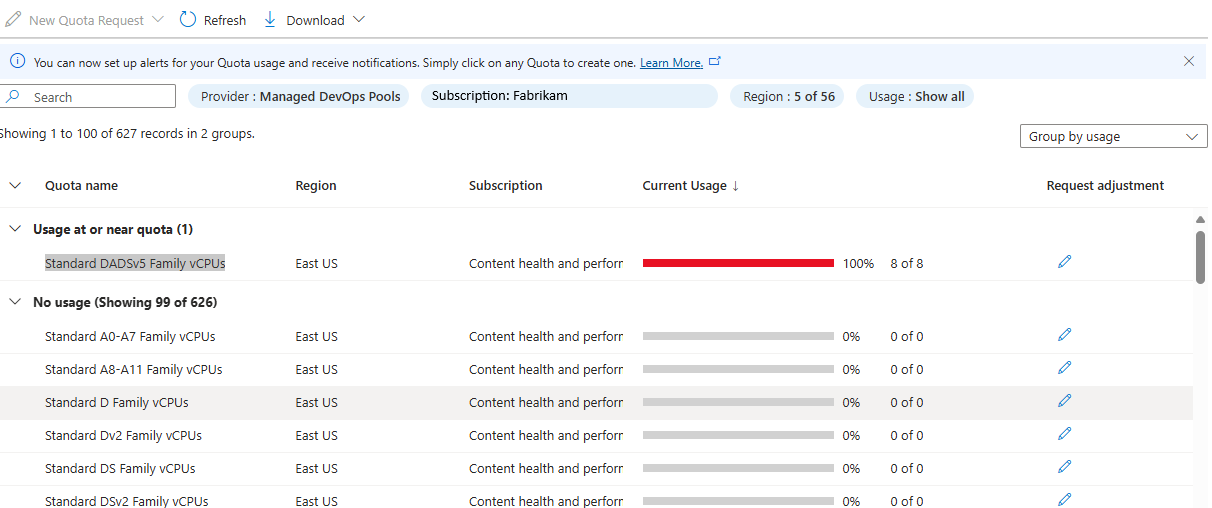 New Quota Request Refresh Download
You can now set up alerts for your Quota usage and receive notifications. Simply click on any Quota to create one. Learn More.
Search Provider : Managed DevOps Pools Subscription: Fabrikam Region : 5 of 56 Usage : Show all
Showing 1 to 100 of 627 records in 2 groups.
Group by usage
Quota name Region Subscription Current Usage ↓ Request adjustment
Usage at or near quota (1)
Standard DADSv5 Family vCPUs East US Content health and perforr 100% 8 of 8
No usage (Showing 99 of 626)
Standard A0-A7 Family vCPUs East US Content health and perforr 0% 0 of 0
Standard A8-A11 Family vCPUs East US Content health and perforr 0% 0 of 0
Standard D Family vCPUs East US Content health and perforr 0% 0 of 0
Standard Dv2 Family vCPUs East US Content health and perforr 0% 0 of 0
Standard DS Family vCPUs East US Content health and perforr 0% 0 of 0
Standard DSv2 Family vCPUs East US Content health and perforr 0% 0 of 0